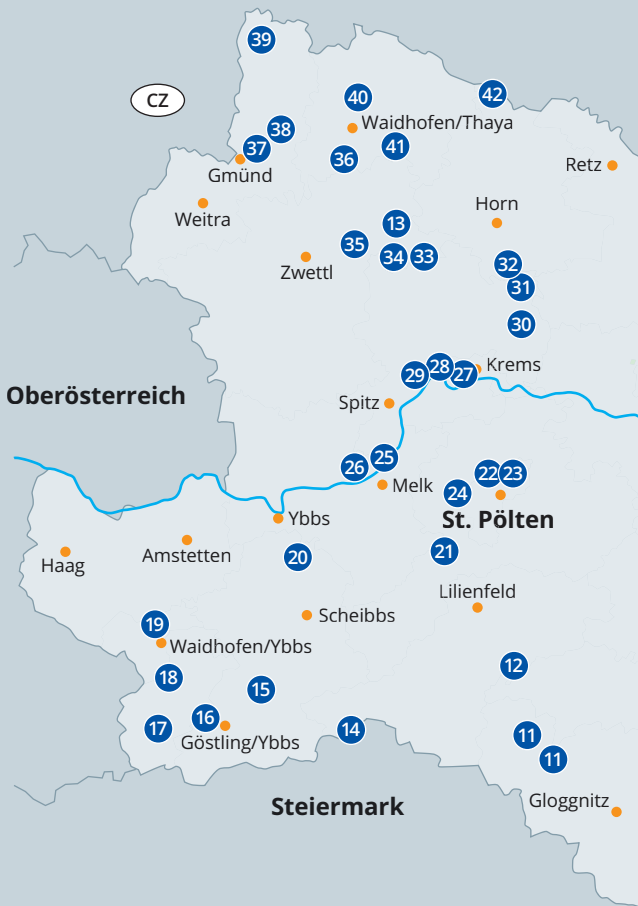 39
CZ
40
42
38
Waidhofen/Thaya
37
41
36
Gmünd
Retz
Weitra
Horn
13
35
34
33
32
Zwettl
31
30
29
28
27
Krems
Oberösterreich
Spitz
26
25
22
23
Melk
24
St. Pölten
Ybbs
21
Haag
Amstetten
20
Lilienfeld
19
Scheibbs
Waidhofen/Ybbs
12
18
15
16
17
14
11
Göstling/Ybbs
11
Steiermark
Gloggnitz